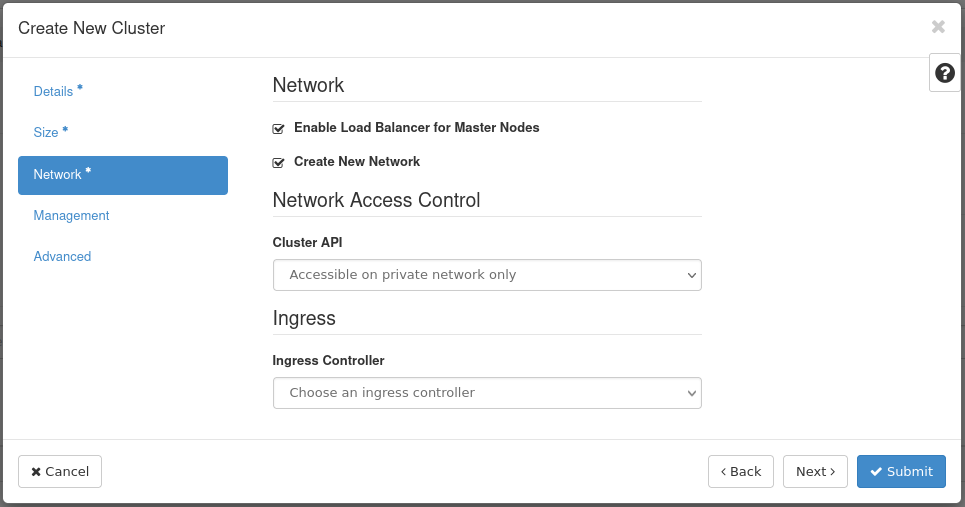 Create New Cluster
Details *
Size *
Network *
Management
Advanced
Network
Enable Load Balancer for Master Nodes
Create New Network
Network Access Control
Cluster API
Accessible on private network only
Ingress
Ingress Controller
Choose an ingress controller
Cancel
Back
Next
Submit